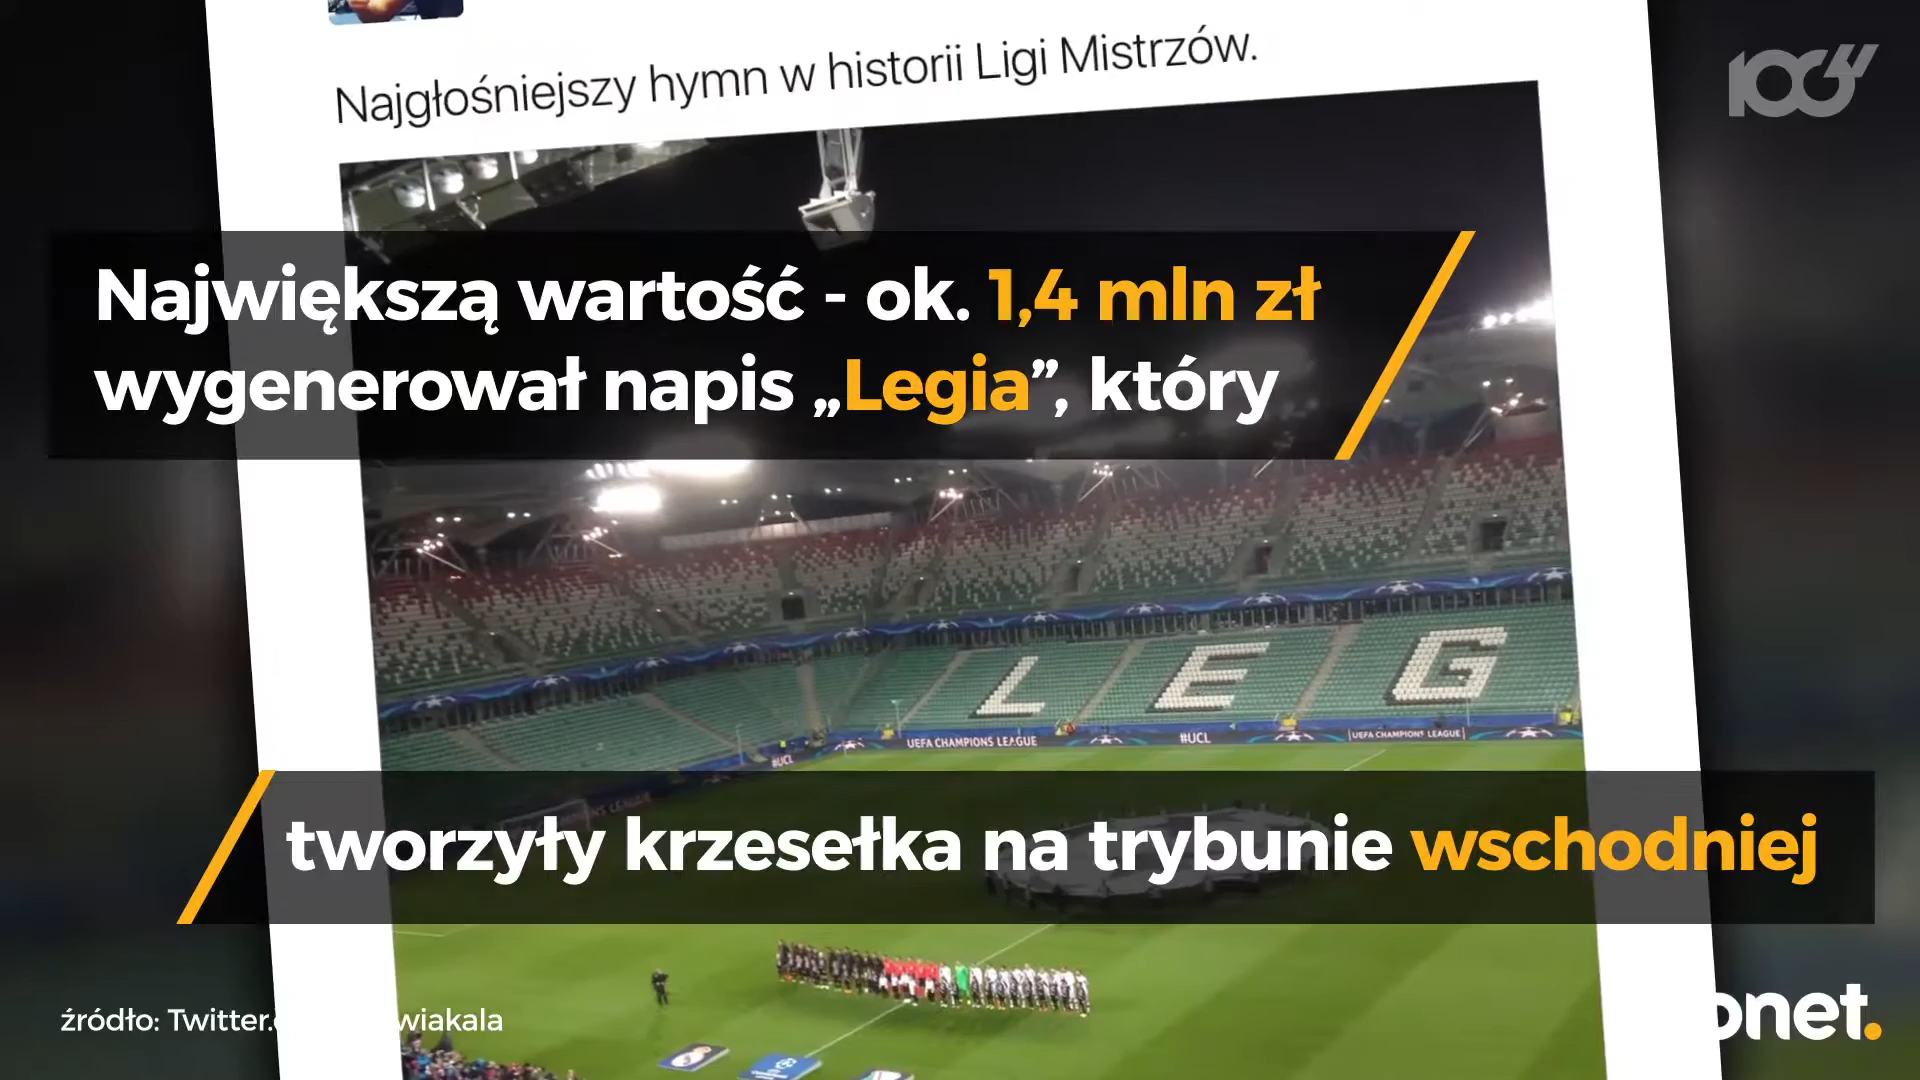 Najgłośniejszy hymn w historii Ligi Mistrzów.
100"
Największą wartość - ok. 1,4 mln zł
wygenerował napis „Legia”, który
L E G
UEFA CHAMPIONS LEAGUE #UCL UEFA CHAMPIONS LEAGUE
#UCL
tworzyły krzesełka na trybunie wschodniej
źródło: Twitter. wiakala
onet.